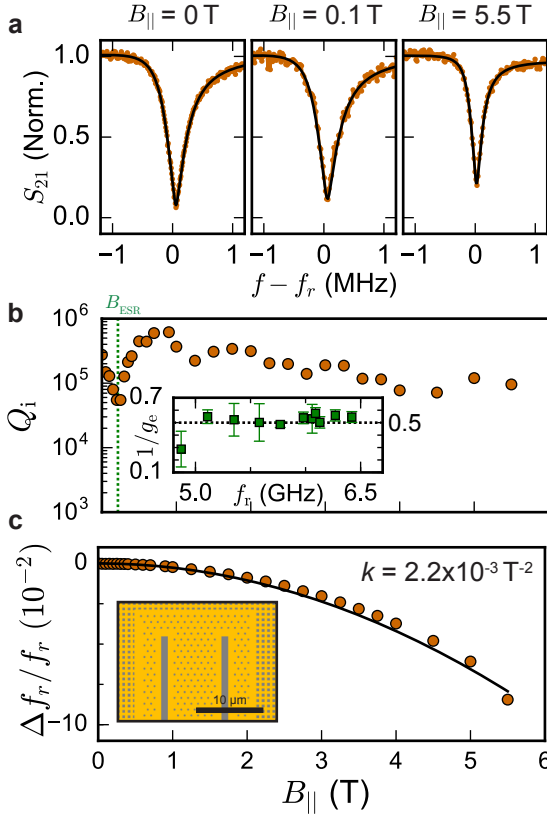 B|| = 0 T B|| = 0.1 T B|| = 5.5 T
a
S21 (Norm.)
1.0
0.5
0.0
−1 0 1 −1 0 1 −1 0 1
f − fr (MHz)
b
BESR
Qi
10^6
10^5
10^4
10^3
1/ge
0.7
0.1
0.5
5.0 6.5
fr (GHz)
c
Δfr/fr (10^-2)
0
−10
k = 2.2x10^-3 T^-2
10 μm
0 1 2 3 4 5 6
B|| (T)